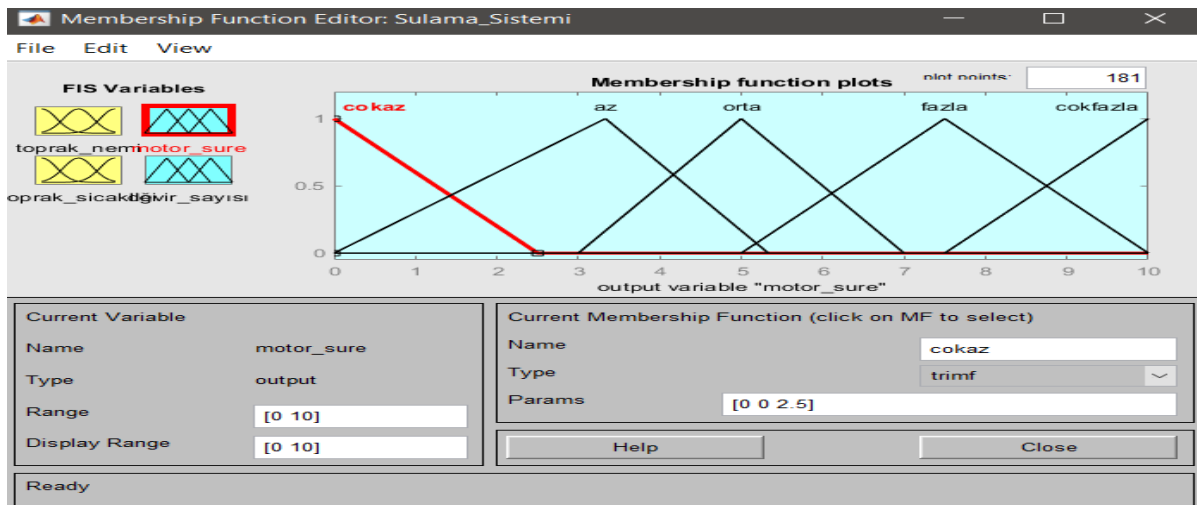 Membership Function Editor: Sulama_Sistemi
File Edit View
FIS Variables
toprak_nemi
motor_sure
devir_sayısı
Membership function plots
plot points: 181
cokaz az orta fazla cokfazla
1
0.5
0
0 1 2 3 4 5 6 7 8 9 10
output variable "motor_sure"
Current Variable
Name motor_sure
Type output
Range [0 10]
Display Range [0 10]
Current Membership Function (click on MF to select)
Name cokaz
Type trimf
Params [0 0 2.5]
Help Close
Ready